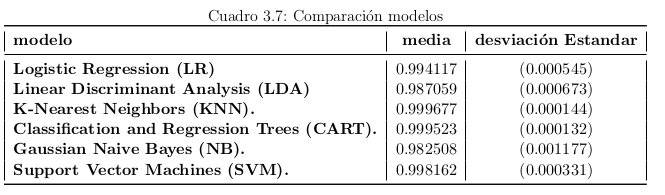 Cuadro 3.7: Comparación modelos
modelo media desviación Estandar
Logistic Regression (LR) 0.994117 (0.000545)
Linear Discriminant Analysis (LDA) 0.987059 (0.000673)
K-Nearest Neighbors (KNN). 0.999677 (0.000144)
Classification and Regression Trees (CART). 0.999523 (0.000132)
Gaussian Naive Bayes (NB). 0.982508 (0.001177)
Support Vector Machines (SVM). 0.998162 (0.000331)